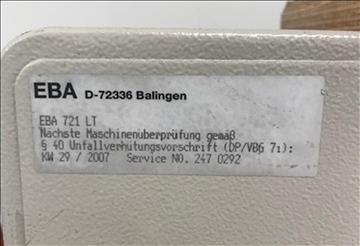 EBA D-72336 Balingen
EBA 721 LT
Nächste Maschinenüberprüfung gemäß
§ 40 Unfallverhütungsvorschrift (DP/VBG 7i):
KW 29 / 2007 Service NO. 247 0292